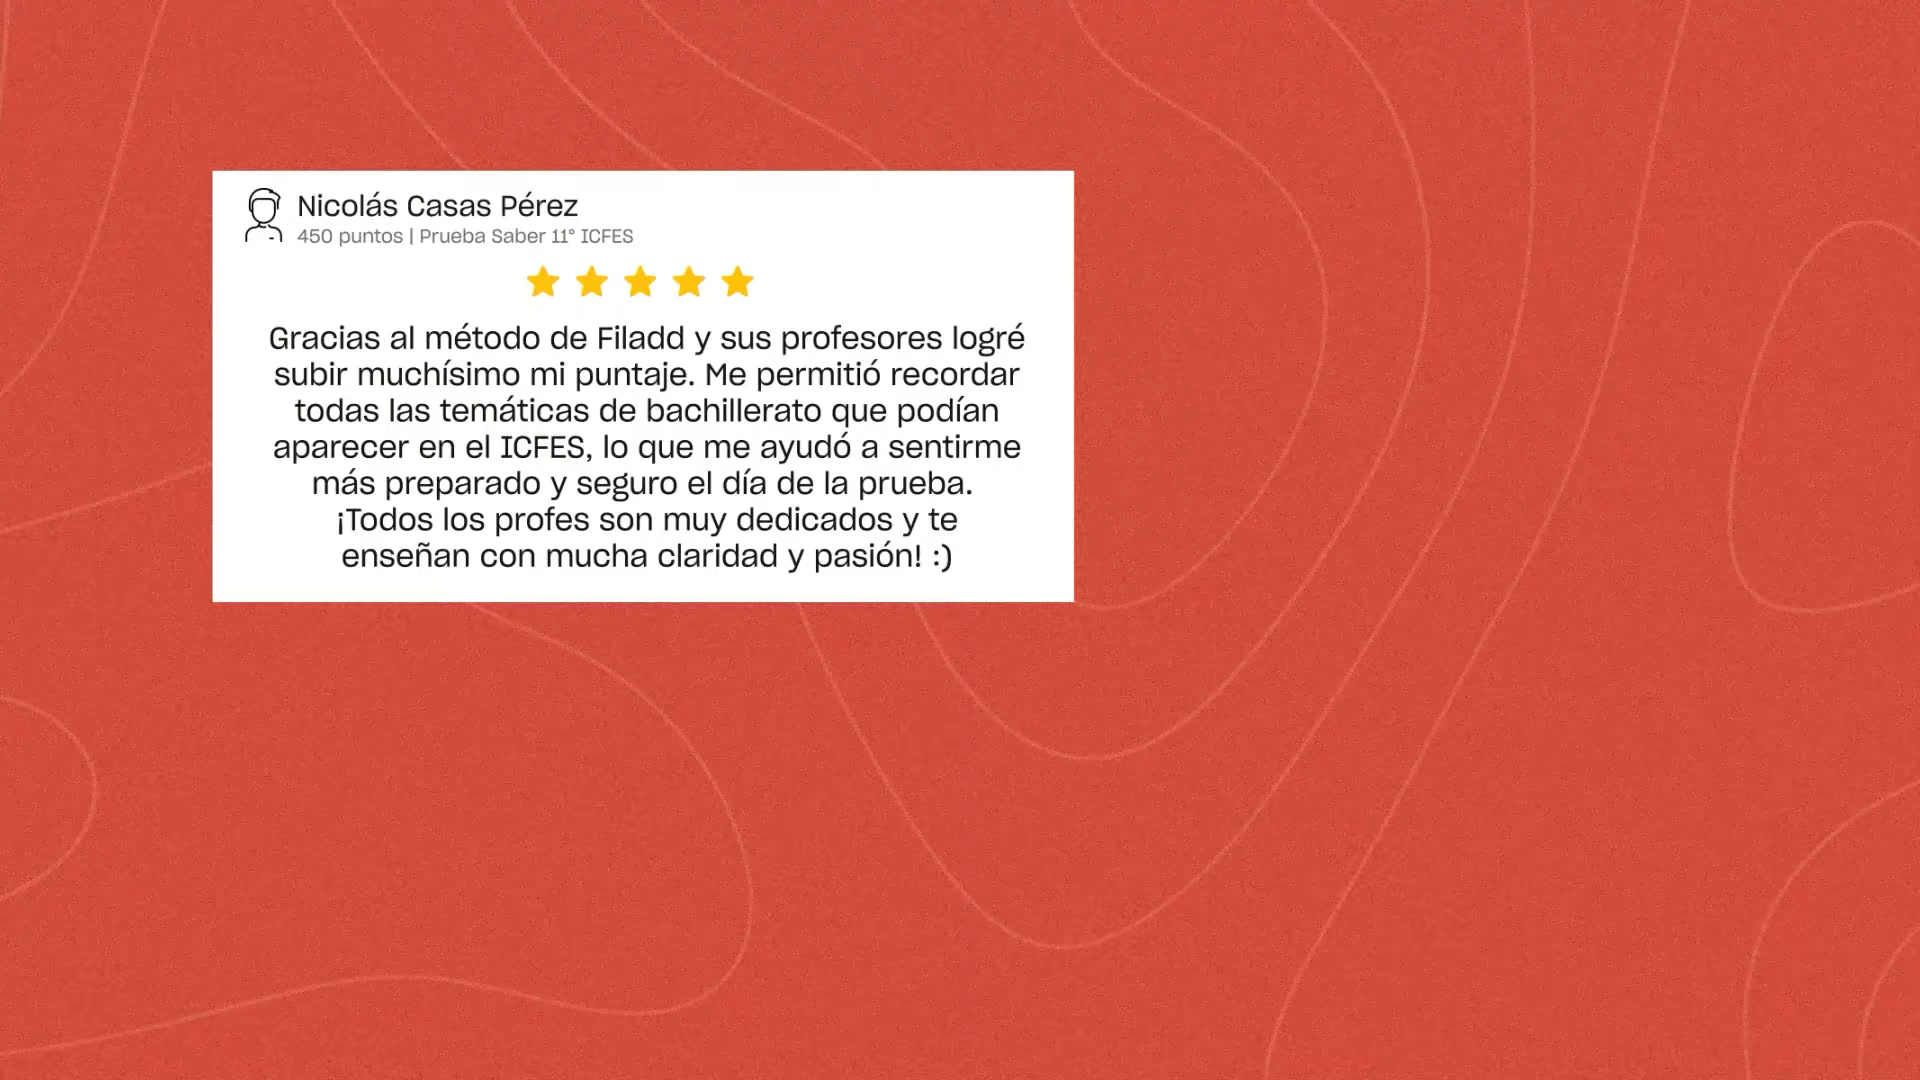 Nicolás Casas Pérez
450 puntos | Prueba Saber 11° ICFES
Gracias al método de Filadd y sus profesores logré
subir muchísimo mi puntaje. Me permitió recordar
todas las temáticas de bachillerato que podían
aparecer en el ICFES, lo que me ayudó a sentirme
más preparado y seguro el día de la prueba.
¡Todos los profes son muy dedicados y te
enseñan con mucha claridad y pasión! :)